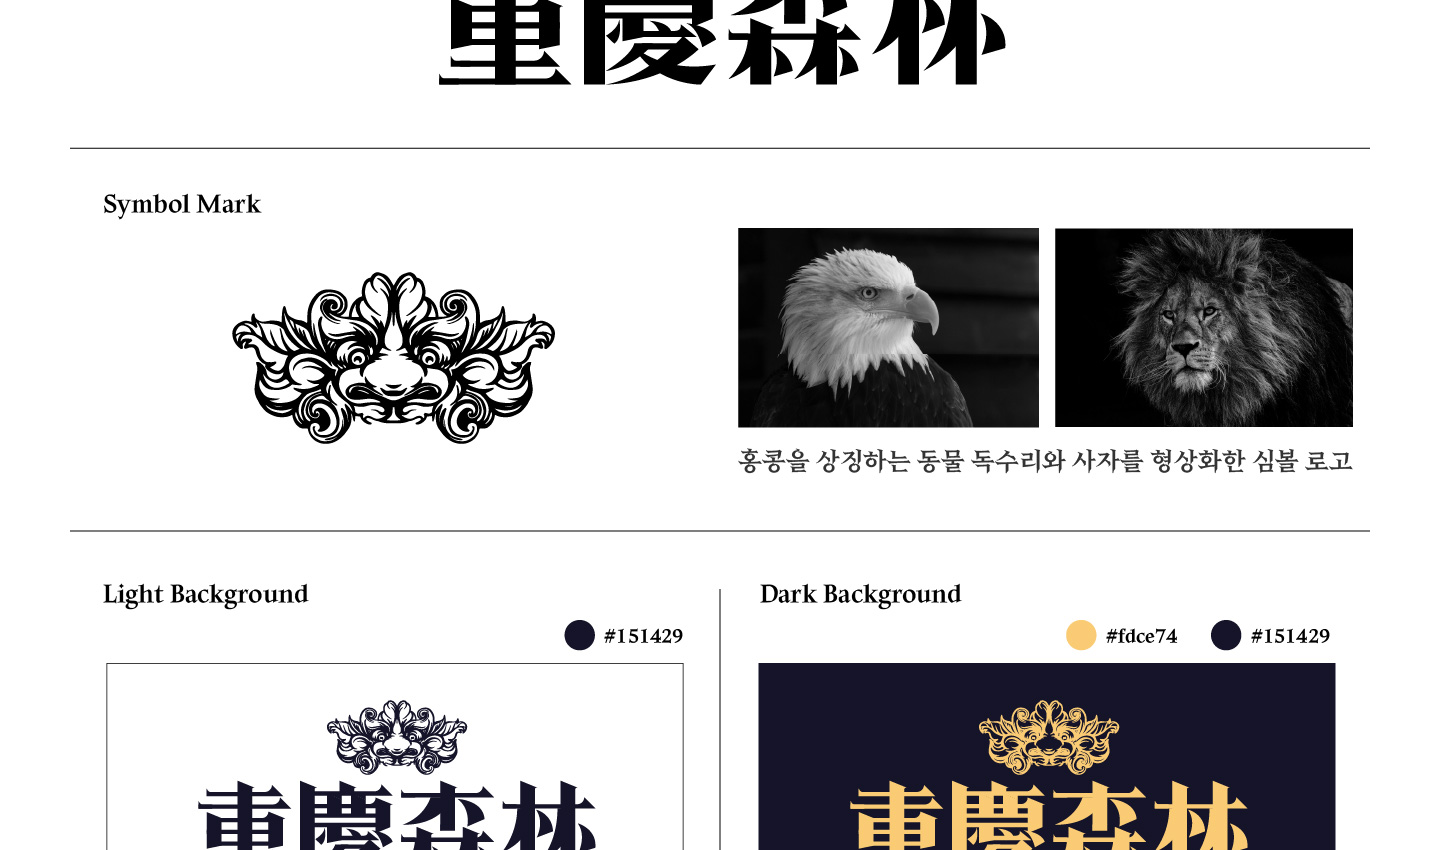 重慶森林
Symbol Mark
홍콩을 상징하는 동물 독수리와 사자를 형상화한 심볼 로고
Light Background
#151429
Dark Background
#fdce74
#151429
重慶森林
重慶森林